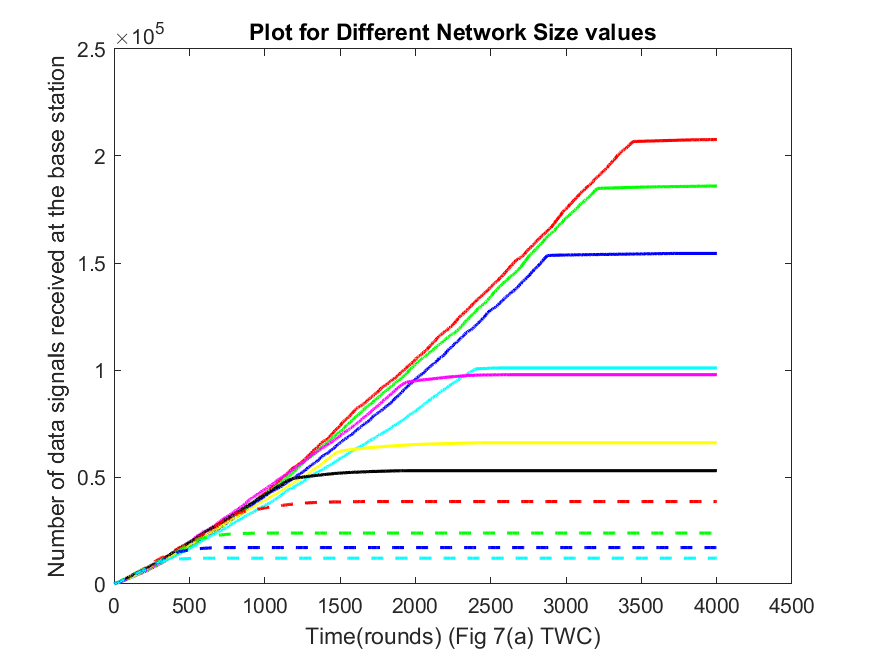 Plot for Different Network Size values
×10^5
2.5
2
1.5
1
0.5
0
Number of data signals received at the base station
0 500 1000 1500 2000 2500 3000 3500 4000 4500
Time(rounds) (Fig 7(a) TWC)